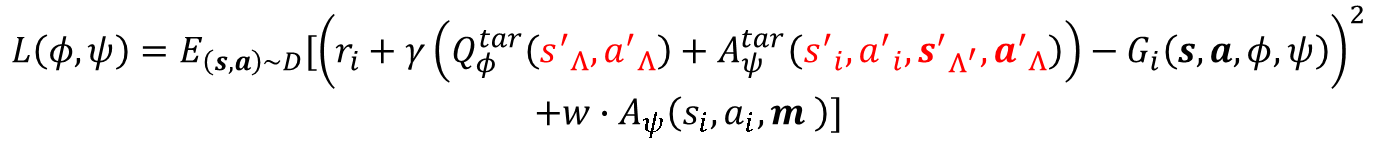 L(ϕ,ψ) = E_{(𝒔,𝒂)~D}[(r_i + γ(Q_ϕ^{tar}(s′_Λ, a′_Λ) + A_ψ^{tar}(s′_i, a′_i, 𝒔′_{Λ′}, 𝒂′_Λ)) − G_i(𝒔, 𝒂, ϕ, ψ))^2
+w · A_ψ(s_i, a_i, 𝒎 )]